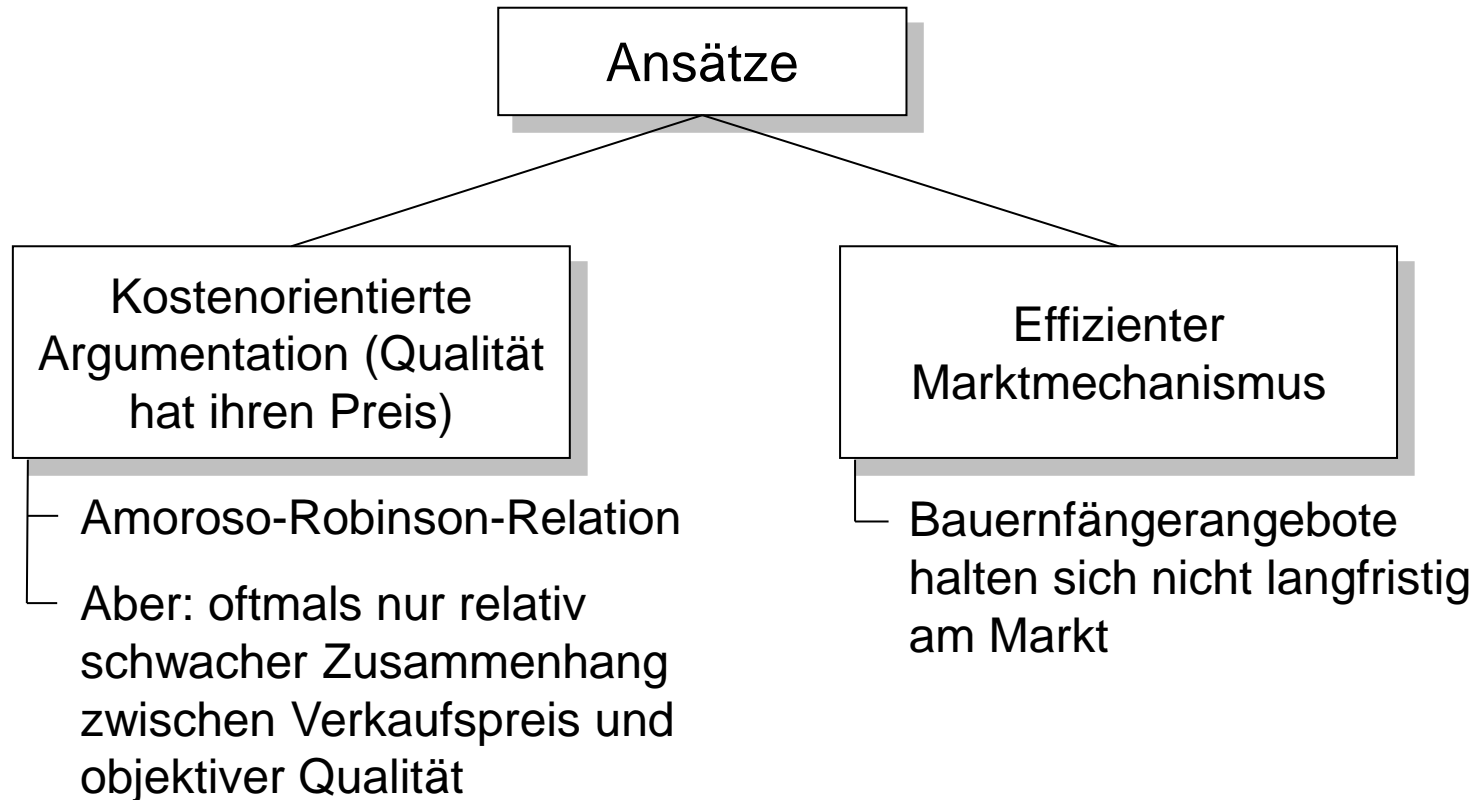 Ansätze
Kostenorientierte
Argumentation (Qualität
hat ihren Preis)
Amoroso-Robinson-Relation
Aber: oftmals nur relativ
schwacher Zusammenhang
zwischen Verkaufspreis und
objektiver Qualität
Effizienter
Marktmechanismus
Bauernfängerangebote
halten sich nicht langfristig
am Markt